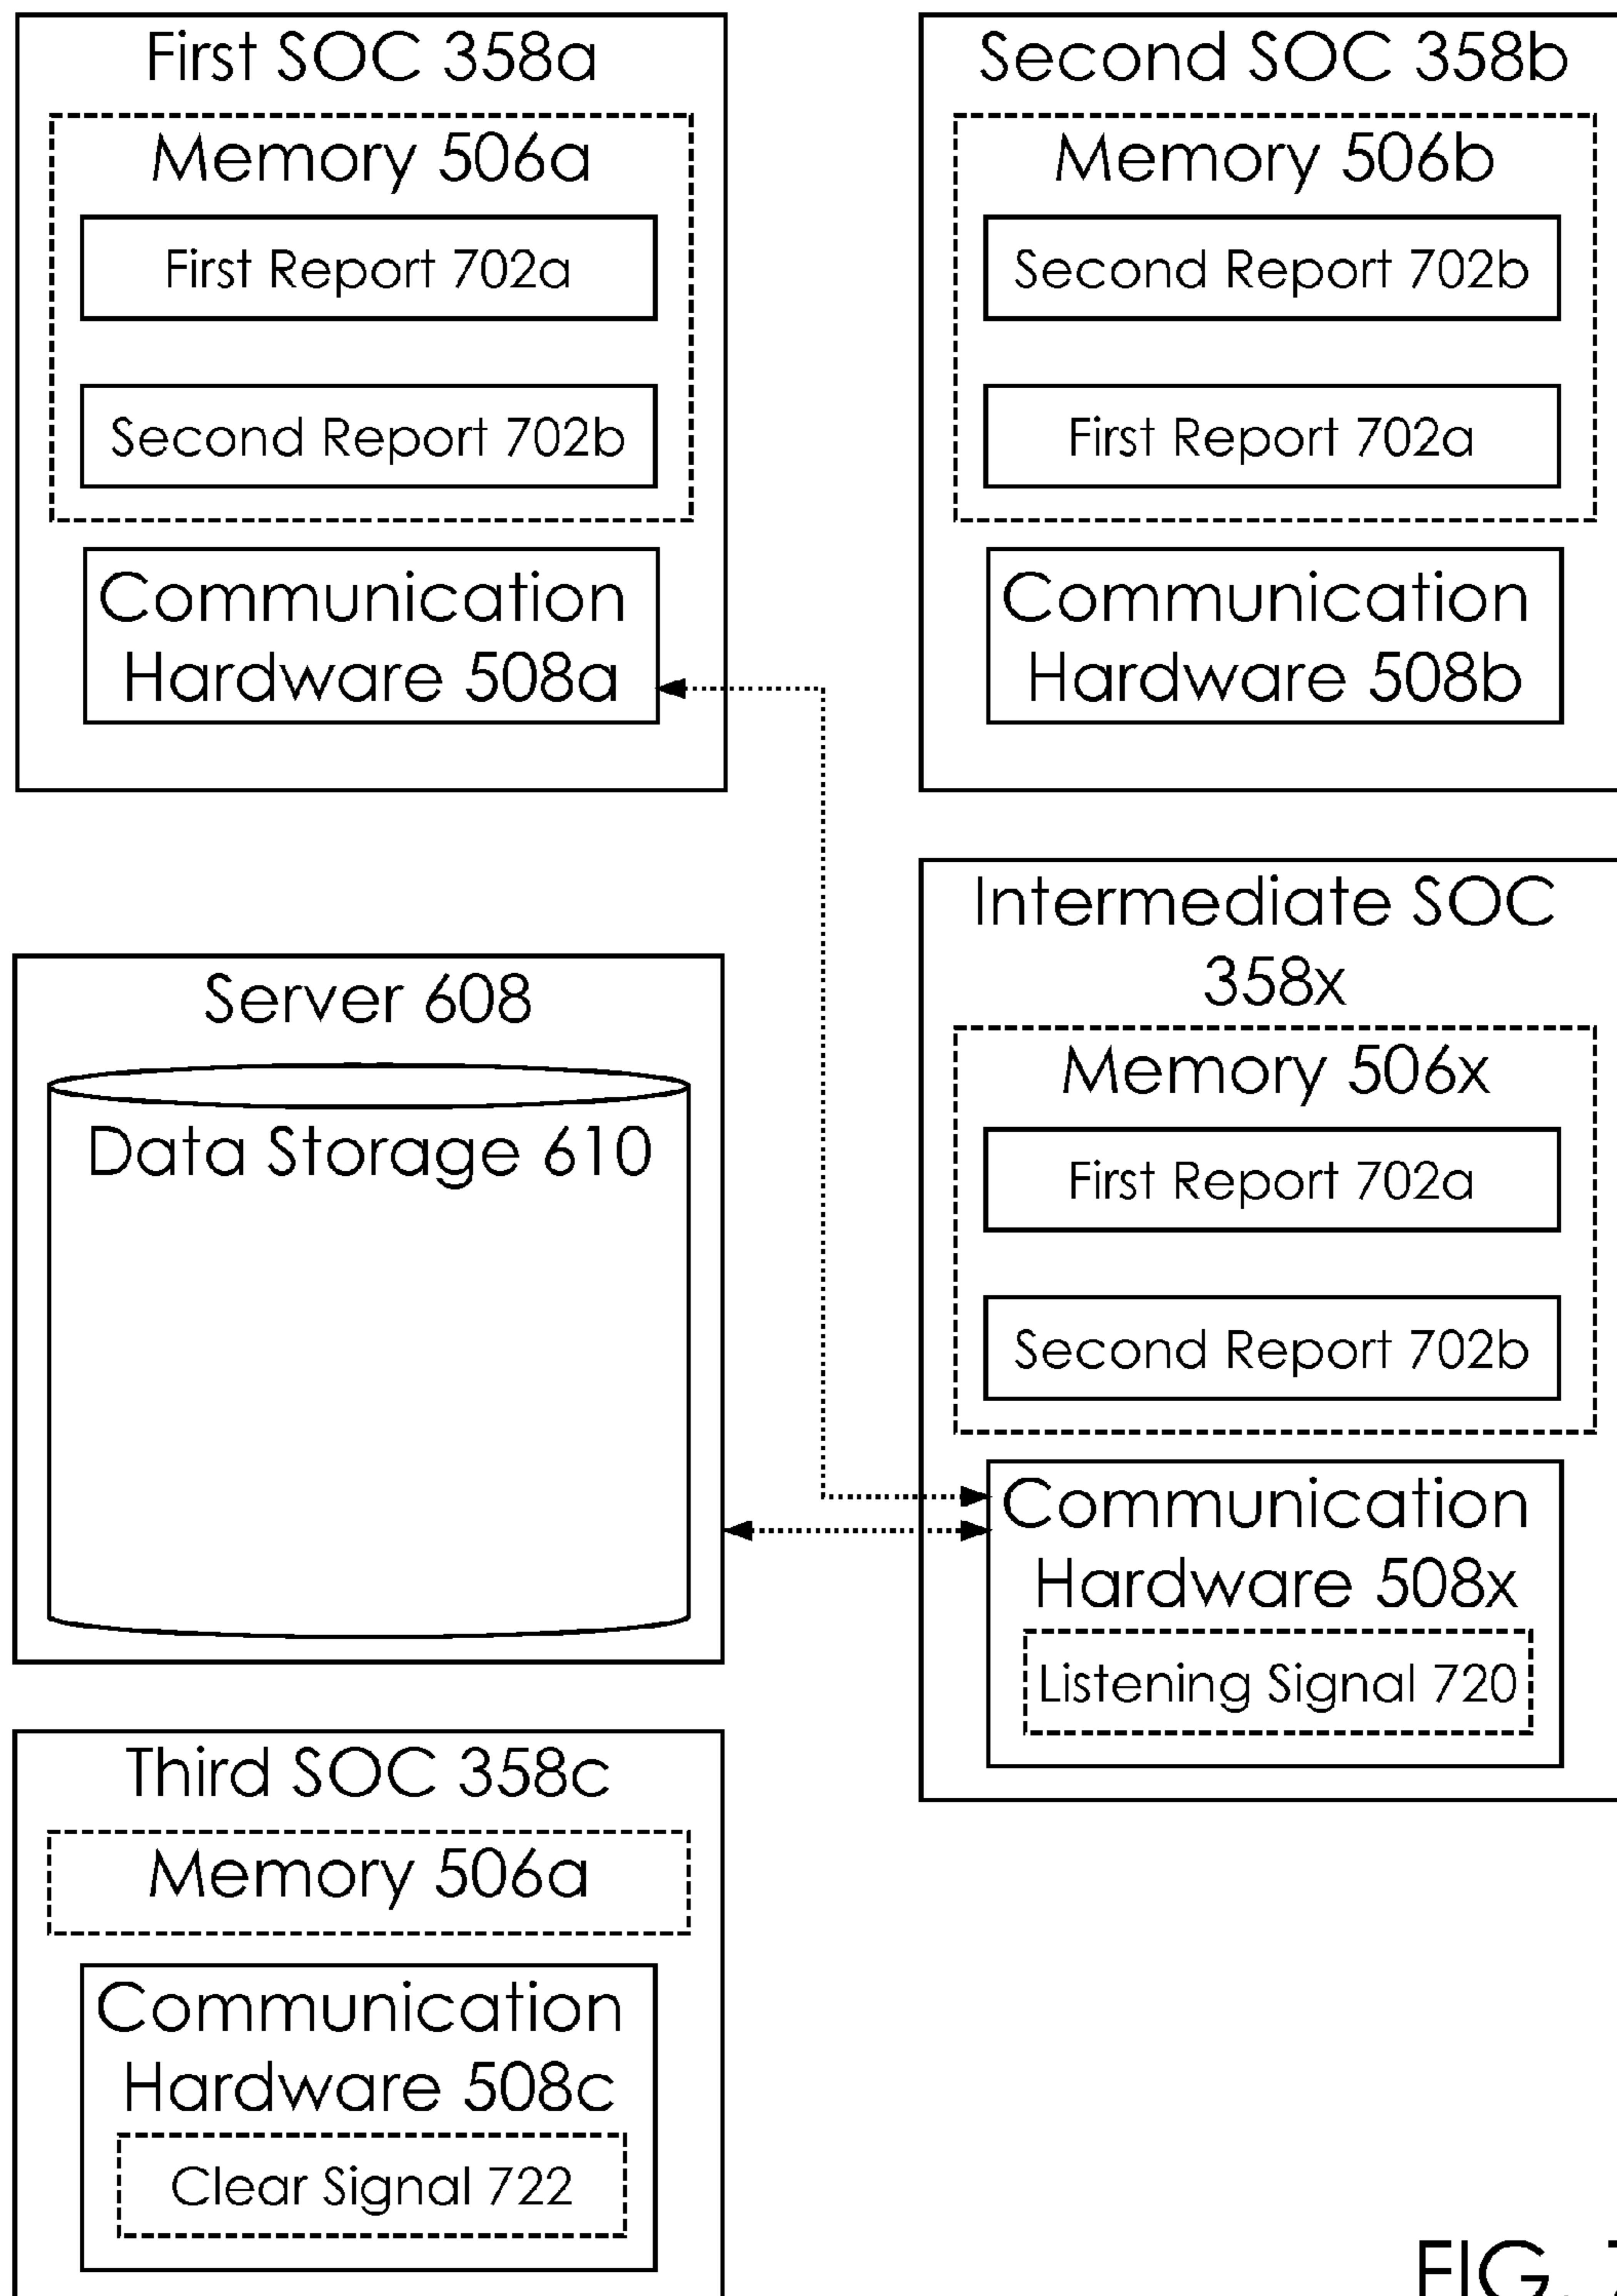 First SOC 358a
Memory 506a
First Report 702a
Second Report 702b
Communication
Hardware 508a
Second SOC 358b
Memory 506b
Second Report 702b
First Report 702a
Communication
Hardware 508b
Server 608
Data Storage 610
Intermediate SOC
358x
Memory 506x
First Report 702a
Second Report 702b
Communication
Hardware 508x
Listening Signal 720
Third SOC 358c
Memory 506a
Communication
Hardware 508c
Clear Signal 722
FIG.